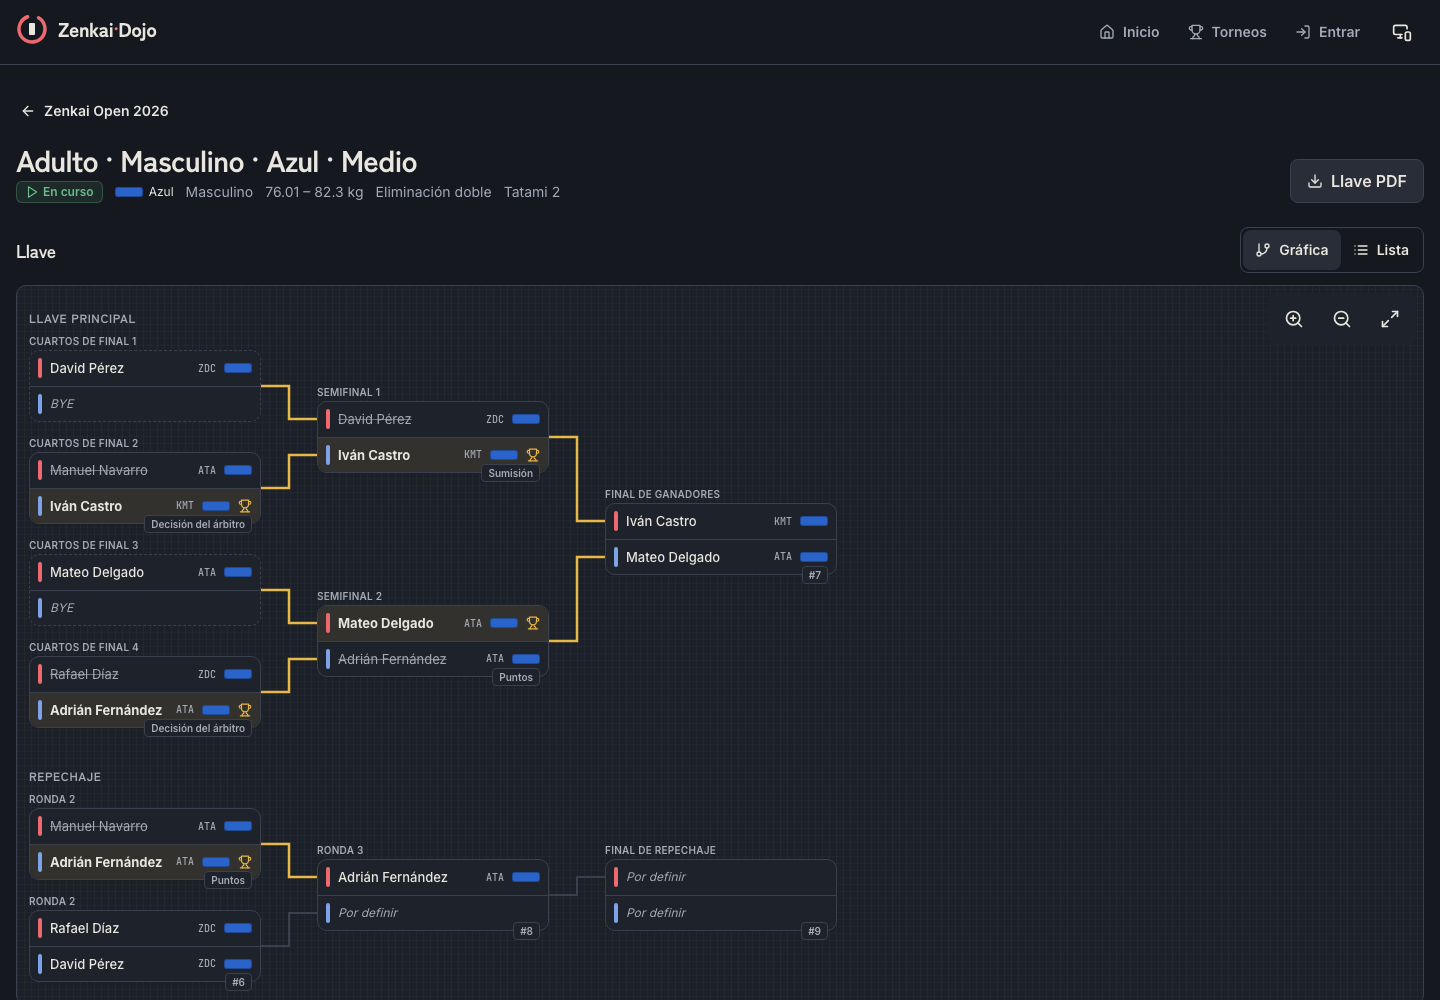 Zenkai·Dojo
Inicio
Torneos
Entrar
Zenkai Open 2026
Adulto · Masculino · Azul · Medio
En curso
Azul
Masculino
76.01 – 82.3 kg
Eliminación doble
Tatami 2
Llave PDF
Llave
Gráfica
Lista
LLAVE PRINCIPAL
CUARTOS DE FINAL 1
David Pérez ZDC
BYE
CUARTOS DE FINAL 2
Manuel Navarro ATA
Iván Castro KMT
Decisión del árbitro
CUARTOS DE FINAL 3
Mateo Delgado ATA
BYE
CUARTOS DE FINAL 4
Rafael Díaz ZDC
Adrián Fernández ATA
Decisión del árbitro
SEMIFINAL 1
David Pérez ZDC
Iván Castro KMT
Sumisión
SEMIFINAL 2
Mateo Delgado ATA
Adrián Fernández ATA
Puntos
FINAL DE GANADORES
Iván Castro KMT
Mateo Delgado ATA
#7
REPECHAJE
RONDA 2
Manuel Navarro ATA
Adrián Fernández ATA
Puntos
RONDA 2
Rafael Díaz ZDC
David Pérez ZDC
#6
RONDA 3
Adrián Fernández ATA
Por definir
#8
FINAL DE REPECHAJE
Por definir
Por definir
#9